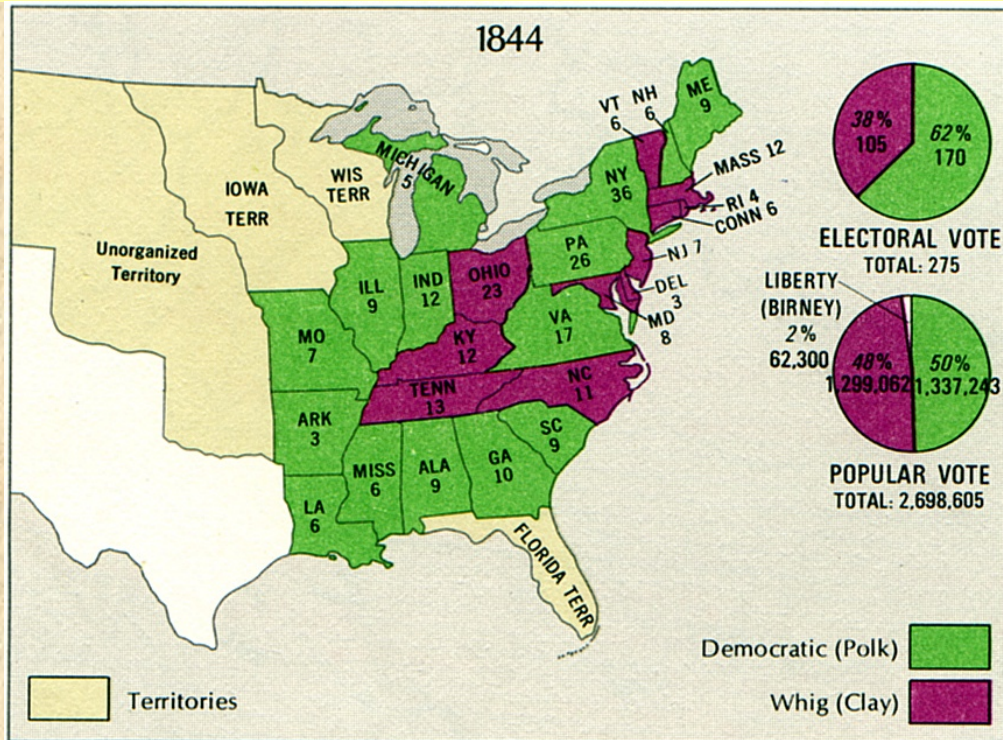 1844
VT
6
NH
6
ME
9
MASS 12
RI 4
CONN 6
NY
36
NJ 7
DEL
3
MD
8
PA
26
MICHIGAN
5
WIS
TERR
IOWA
TERR
Unorganized
Territory
ILL
9
IND
12
OHIO
23
VA
17
KY
12
MO
7
TENN
13
NC
11
ARK
3
SC
9
MISS
6
ALA
9
GA
10
LA
6
FLORIDA TERR
38%
105
62%
170
ELECTORAL VOTE
TOTAL: 275
LIBERTY
(BIRNEY)
2%
62,300
48%
1,299,062
50%
1,337,243
POPULAR VOTE
TOTAL: 2,698,605
Democratic (Polk)
Whig (Clay)
Territories